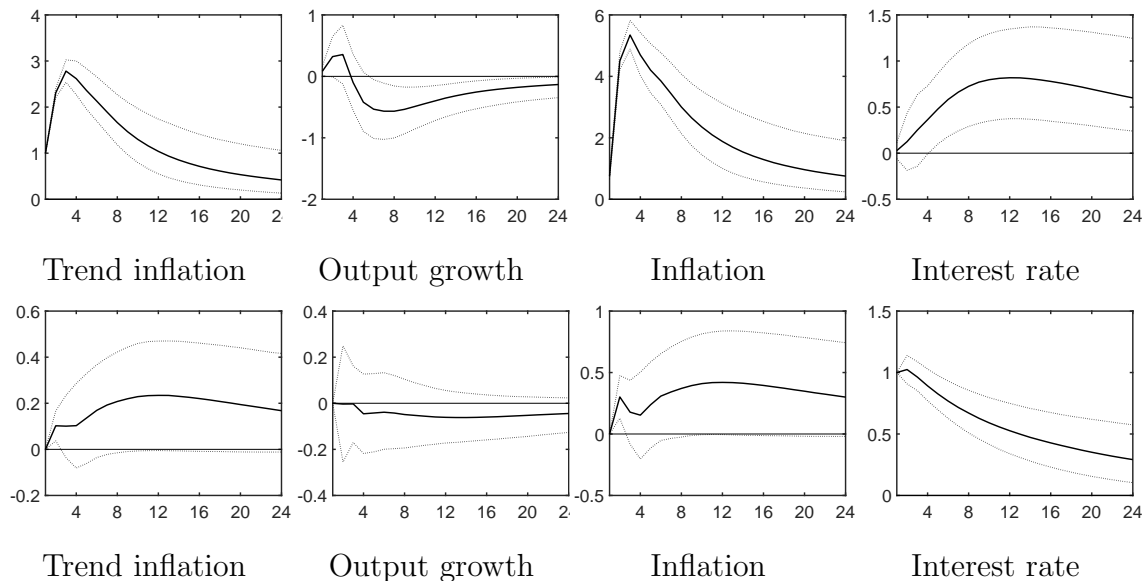 4 1 6 1.5
3 0 4 1
2 -1 2 0.5
1 0
0 -2 0 -0.5
4 8 12 16 20 24 4 8 12 16 20 24 4 8 12 16 20 24 4 8 12 16 20 24
Trend inflation Output growth Inflation Interest rate
0.6 0.4 1 1.5
0.4 0.2 0.5 1
0.2 0 0 0.5
0 -0.2
-0.2 -0.4 -0.5 0
4 8 12 16 20 24 4 8 12 16 20 24 4 8 12 16 20 24 4 8 12 16 20 24
Trend inflation Output growth Inflation Interest rate